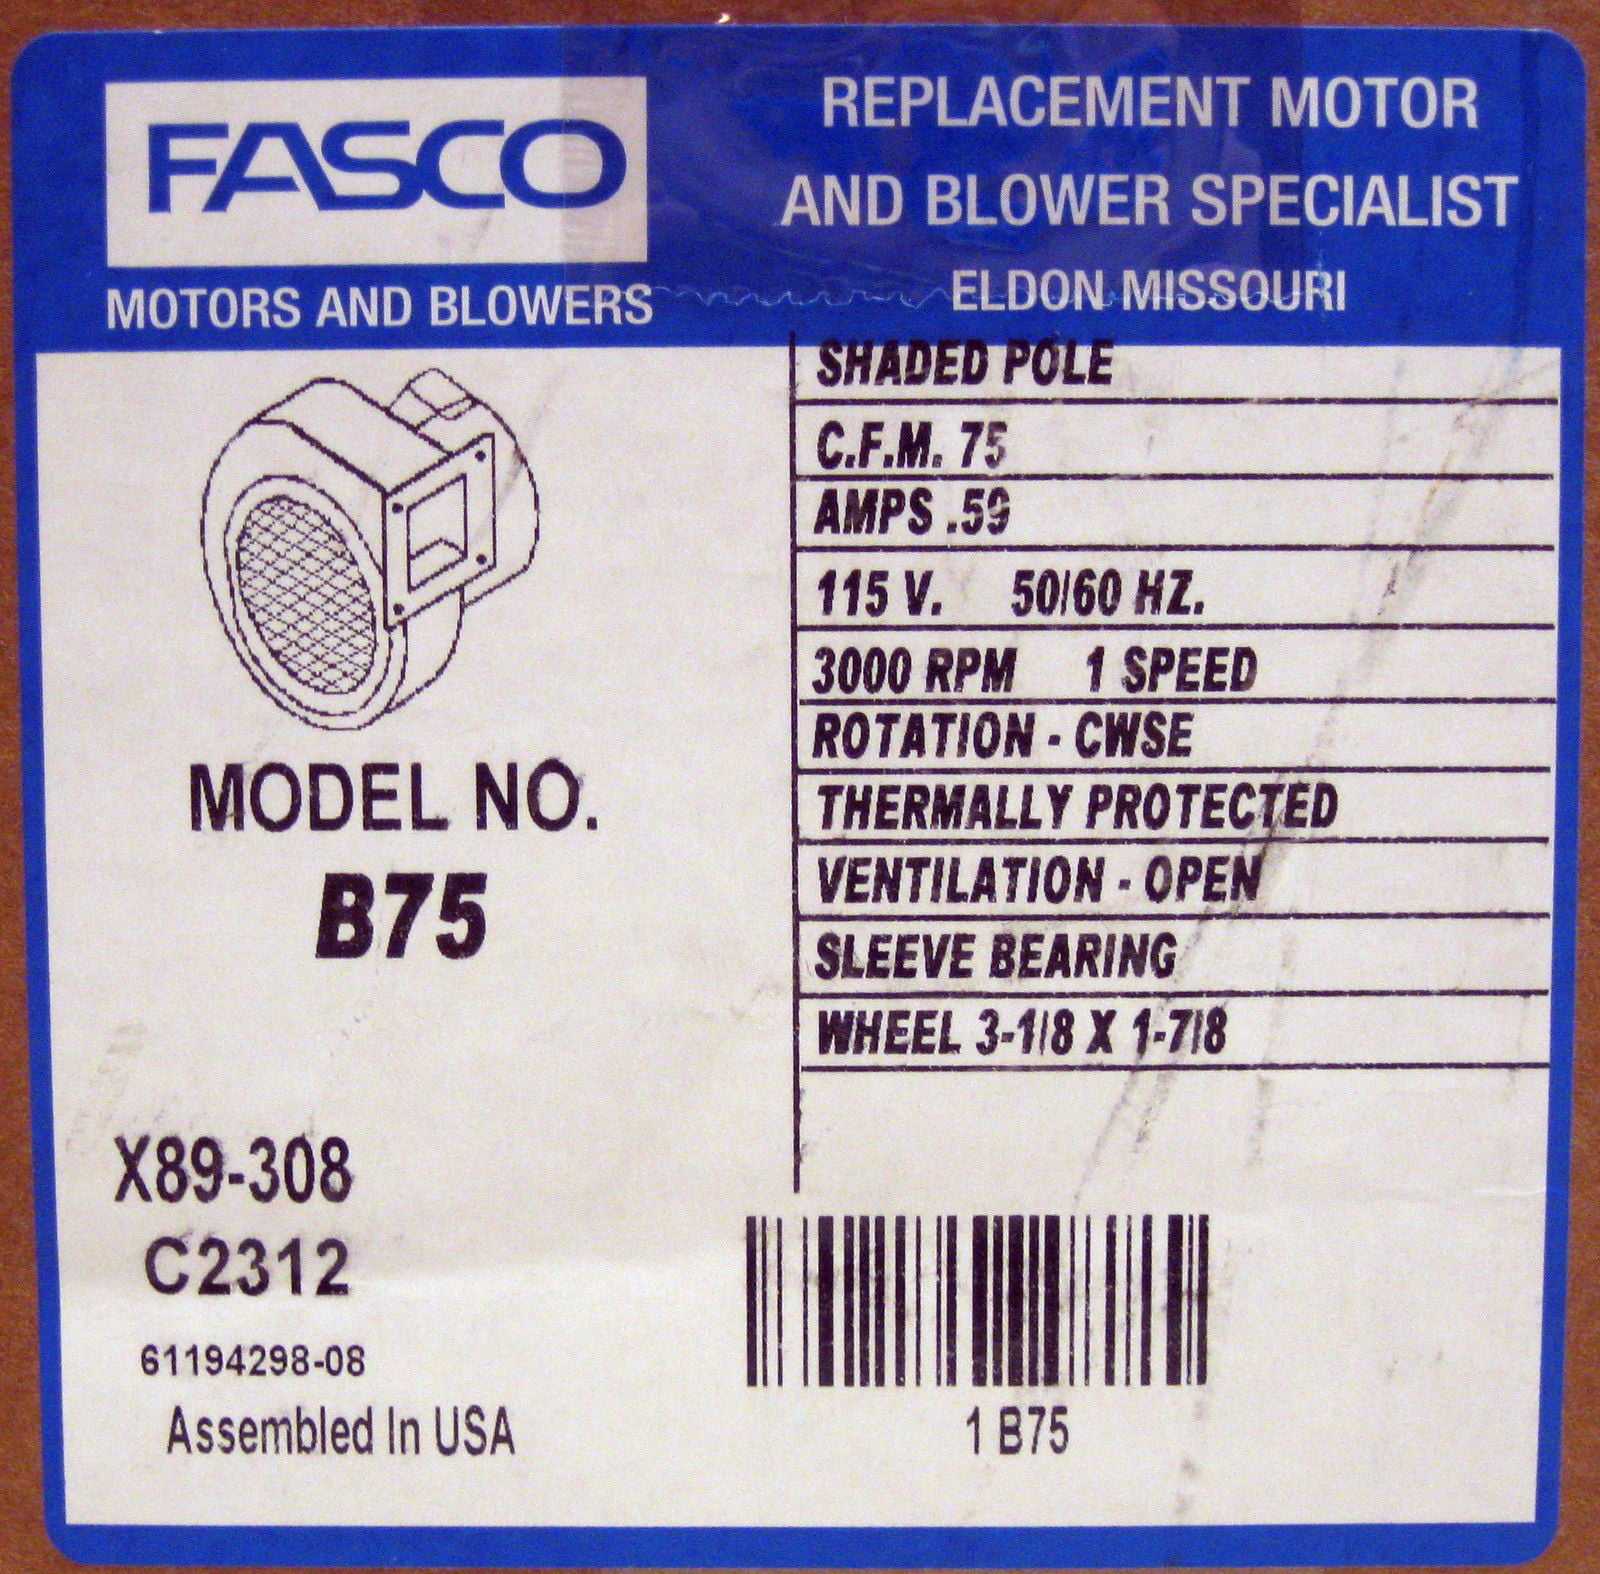 FASCO
MOTORS AND BLOWERS
REPLACEMENT MOTOR
AND BLOWER SPECIALIST
ELDON MISSOURI
MODEL NO.
B75
X89-308
C2312
61194298-08
Assembled In USA
SHADED POLE
C.F.M. 75
AMPS .59
115 V. 50/60 HZ.
3000 RPM 1 SPEED
ROTATION - CWSE
THERMALLY PROTECTED
VENTILATION - OPEN
SLEEVE BEARING
WHEEL 3-1/8 X 1-7/8
1 B75